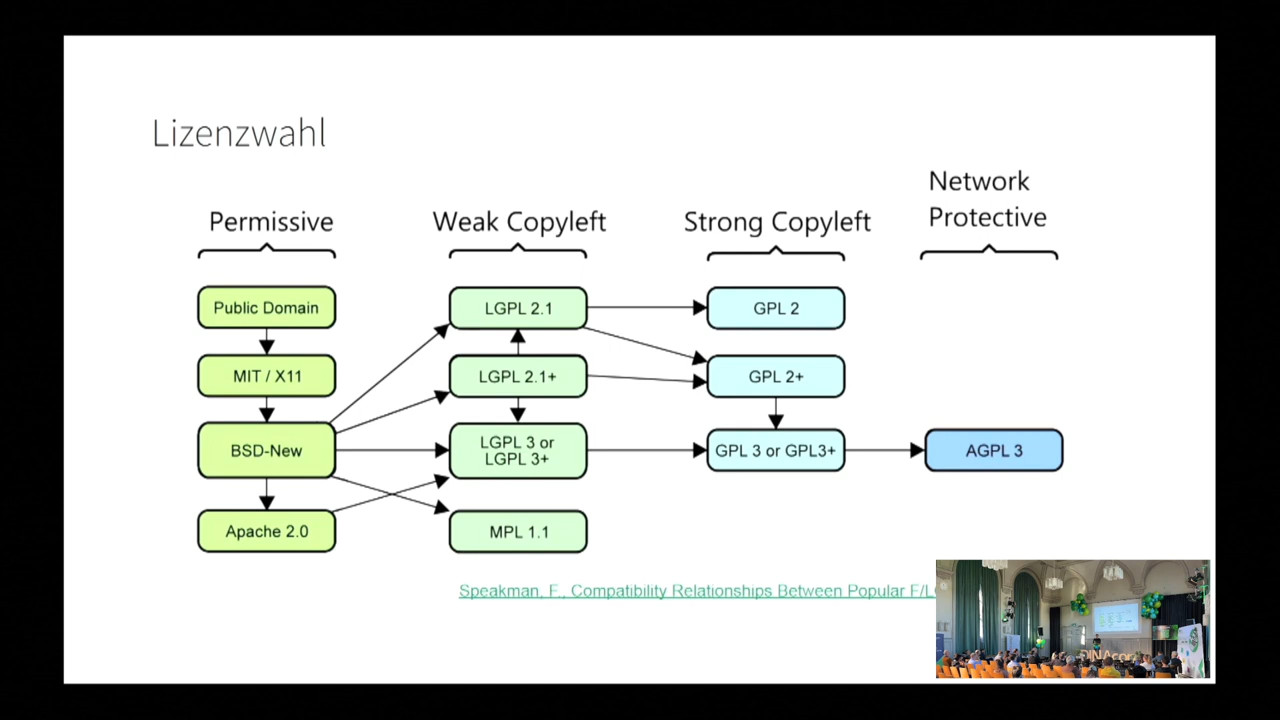 Lizenzwahl
Permissive
Weak Copyleft
Strong Copyleft
Network
Protective
Public Domain
LGPL 2.1
GPL 2
MIT / X11
LGPL 2.1+
GPL 2+
BSD-New
LGPL 3 or
LGPL 3+
GPL 3 or GPL3+
AGPL 3
Apache 2.0
MPL 1.1
Speakman, F., Compatibility Relationships Between Popular